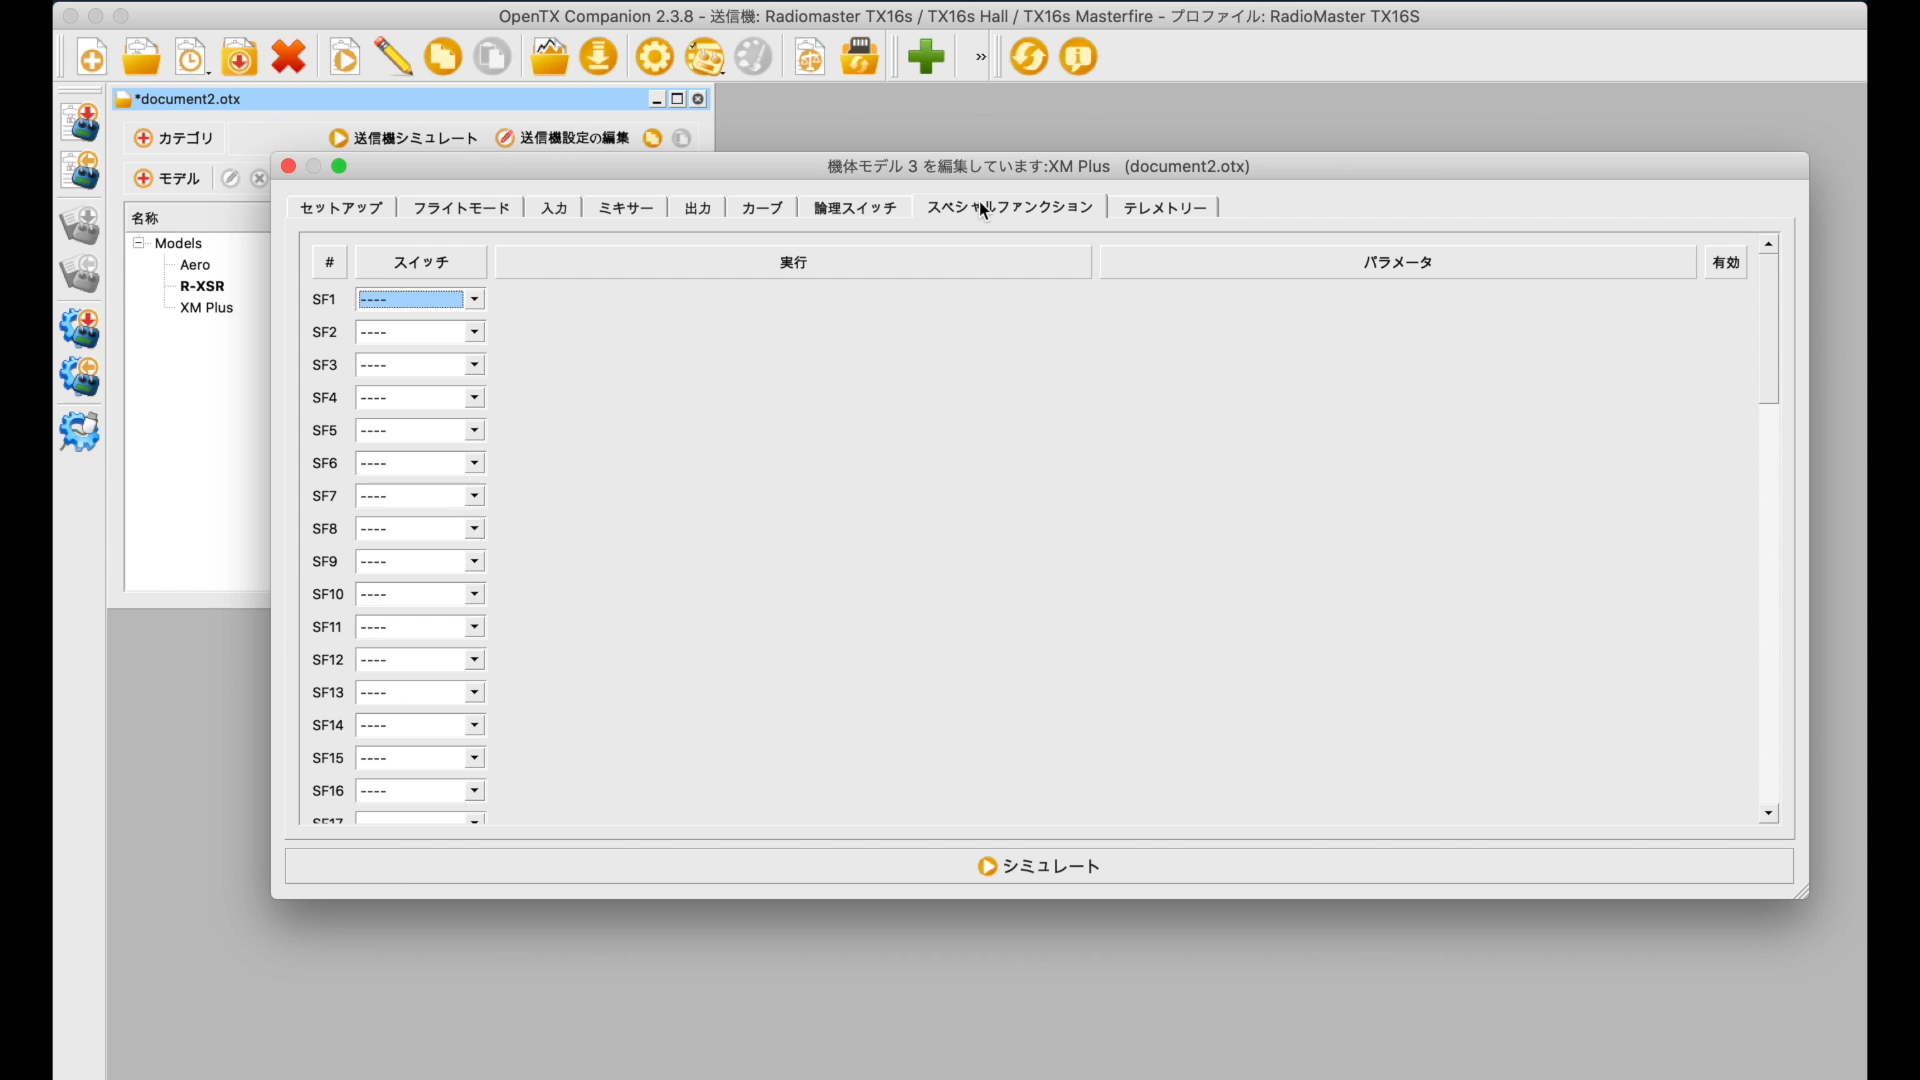 OpenTX Companion 2.3.8 - 送信機: Radiomaster TX16s / TX16s Hall / TX16s Masterfire - プロファイル: RadioMaster TX16S
»
*document2.otx
カテゴリ 送信機シミュレート 送信機設定の編集
モデル
機体モデル 3 を編集しています:XM Plus (document2.otx)
セットアップ フライトモード 入力 ミキサー 出力 カーブ 論理スイッチ スペシャルファンクション テレメトリー
名称
Models
Aero
R-XSR
XM Plus
# スイッチ 実行 パラメータ 有効
SF1 ----
SF2 ----
SF3 ----
SF4 ----
SF5 ----
SF6 ----
SF7 ----
SF8 ----
SF9 ----
SF10 ----
SF11 ----
SF12 ----
SF13 ----
SF14 ----
SF15 ----
SF16 ----
SF17
シミュレート